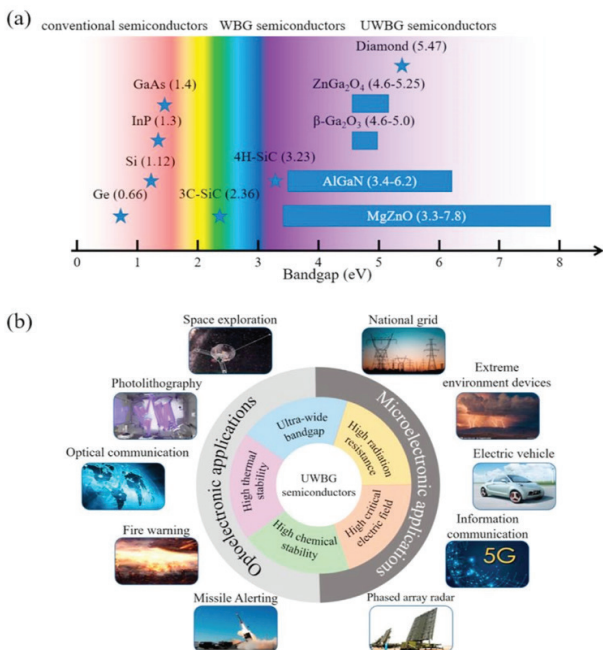 (a)
conventional semiconductors WBG semiconductors UWBG semiconductors
Diamond (5.47)
GaAs (1.4)
ZnGa₂O₄ (4.6-5.25)
InP (1.3)
β-Ga₂O₃ (4.6-5.0)
Si (1.12)
4H-SiC (3.23)
AlGaN (3.4-6.2)
Ge (0.66)
3C-SiC (2.36)
MgZnO (3.3-7.8)
0 1 2 3 4 5 6 7 8
Bandgap (eV)
(b)
Space exploration
National grid
Photolithography
Extreme
environment devices
Optical communication
Electric vehicle
Fire warning
Information
communication
5G
Missile Alerting
Phased array radar
Optoelectronic applications
Microelectronic applications
Ultra-wide
bandgap
High radiation
resistance
High thermal
stability
UWBG
semiconductors
High critical
electric field
High chemical
stability